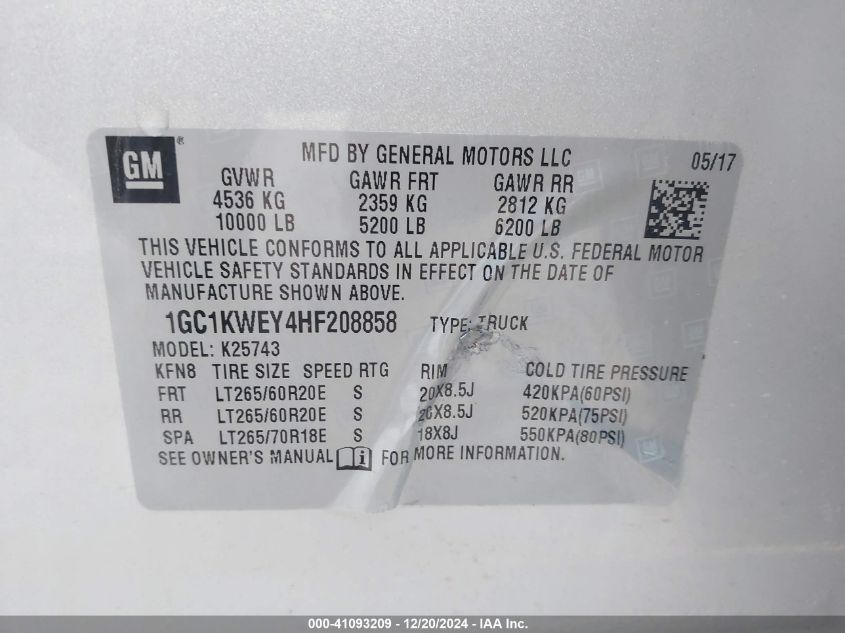 GM ®
MFD BY GENERAL MOTORS LLC 05/17
GVWR GAWR FRT GAWR RR
4536 KG 2359 KG 2812 KG
10000 LB 5200 LB 6200 LB
THIS VEHICLE CONFORMS TO ALL APPLICABLE U.S. FEDERAL MOTOR
VEHICLE SAFETY STANDARDS IN EFFECT ON THE DATE OF
MANUFACTURE SHOWN ABOVE.
1GC1KWEY4HF208858 TYPE: TRUCK
MODEL: K25743
KFN8 TIRE SIZE SPEED RTG RIM COLD TIRE PRESSURE
FRT LT265/60R20E S 20X8.5J 420KPA(60PSI)
RR LT265/60R20E S 20X8.5J 520KPA(75PSI)
SPA LT265/70R18E S 18X8J 550KPA(80PSI)
SEE OWNER'S MANUAL i FOR MORE INFORMATION.
000-41093209 - 12/20/2024 - IAA Inc.